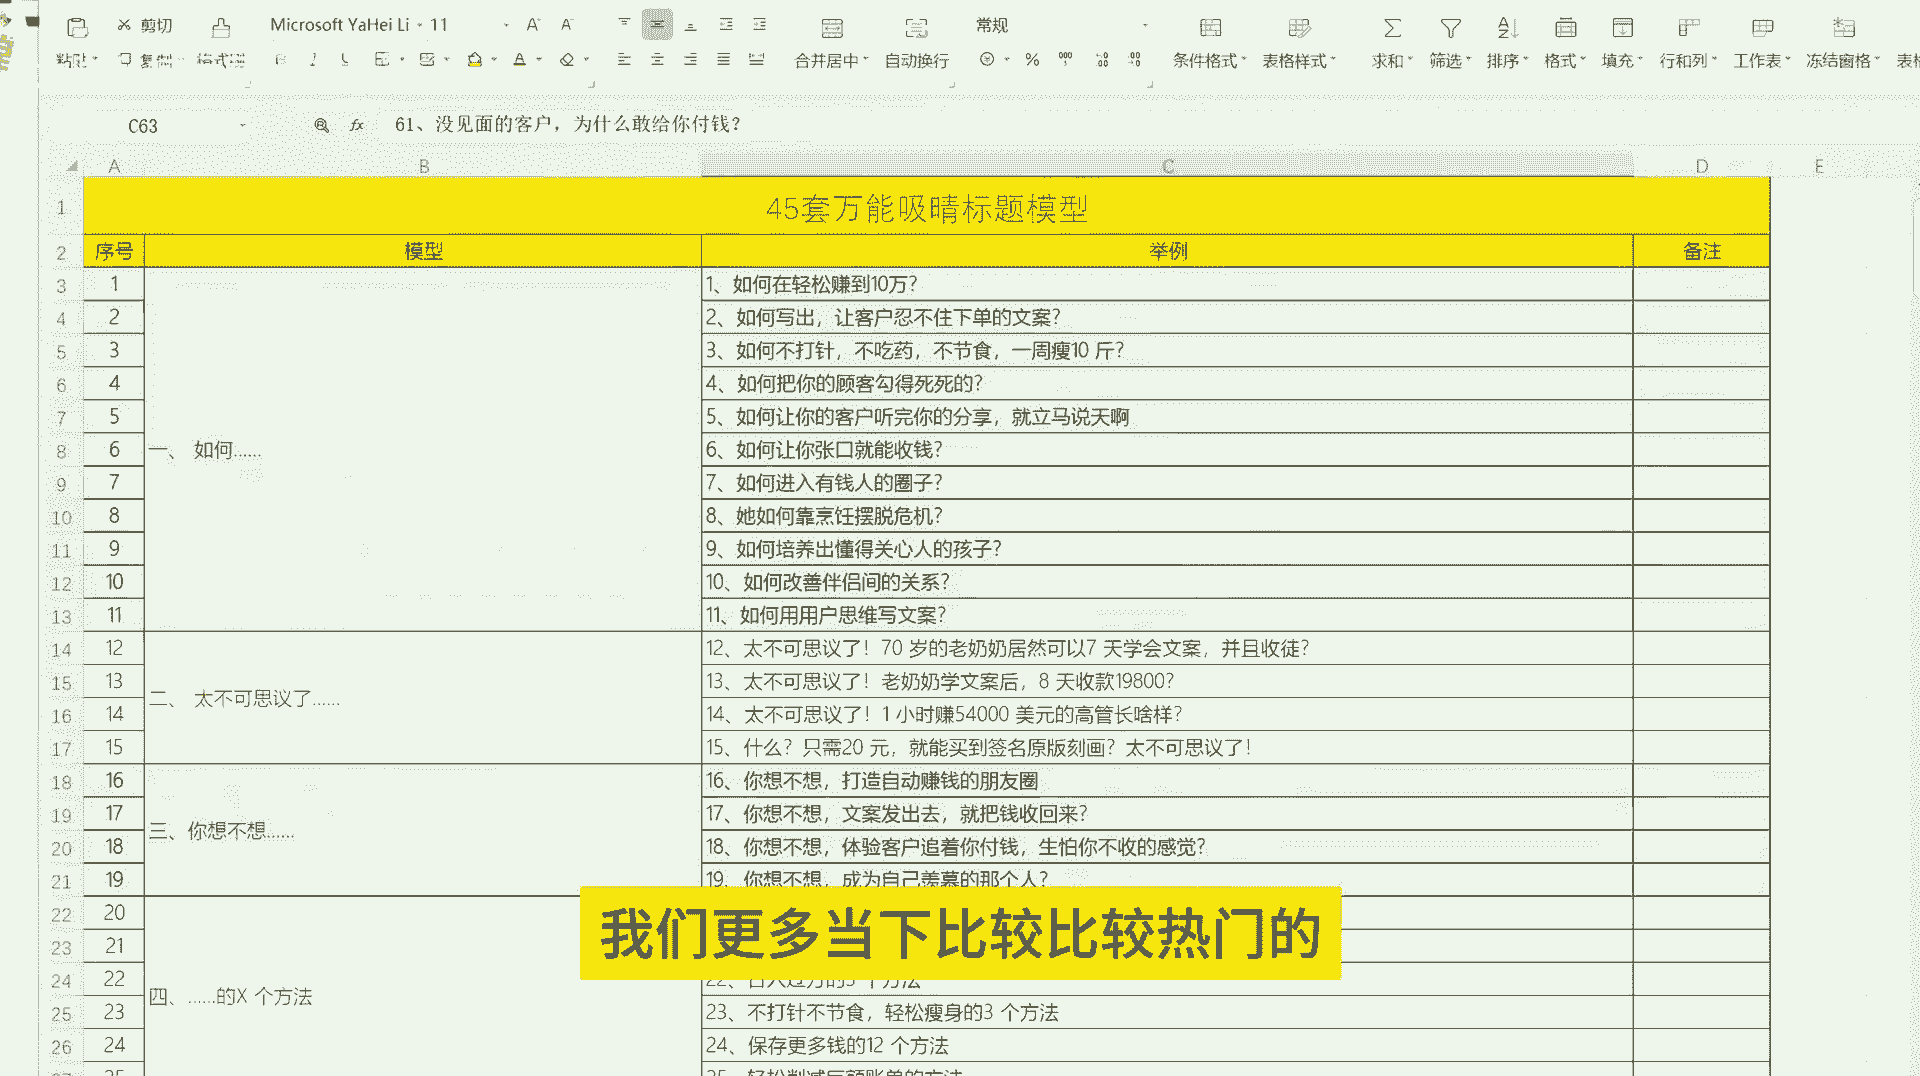 剪切 Microsoft YaHei Li 11 A+ A- 常规
粘贴 复制 格式刷 B I U A 合并居中 自动换行 % 条件格式 表格样式 求和 筛选 排序 格式 填充 行和列 工作表 冻结窗格
C63 fx 61、没见面的客户，为什么敢给你付钱？
A B C D E
1 45套万能吸晴标题模型
2 序号 模型 举例 备注
3 1 1、如何在轻松赚到10万？
4 2 2、如何写出，让客户忍不住下单的文案？
5 3 3、如何不打针，不吃药，不节食，一周瘦10 斤？
6 4 4、如何把你的顾客勾得死死的？
7 5 5、如何让你的客户听完你的分享，就立马说天啊
8 6 一、 如何...... 6、如何让你张口就能收钱？
9 7 7、如何进入有钱人的圈子？
10 8 8、她如何靠烹饪摆脱危机？
11 9 9、如何培养出懂得关心人的孩子？
12 10 10、如何改善伴侣间的关系？
13 11 11、如何用用户思维写文案？
14 12 12、太不可思议了！70 岁的老奶奶居然可以7 天学会文案，并且收徒？
15 13 二、 太不可思议了...... 13、太不可思议了！老奶奶学文案后，8 天收款19800？
16 14 14、太不可思议了！1 小时赚54000 美元的高管长啥样？
17 15 15、什么？只需20 元，就能买到签名原版刻画？太不可思议了！
18 16 16、你想不想，打造自动赚钱的朋友圈
19 17 三、你想不想...... 17、你想不想，文案发出去，就把钱收回来？
20 18 18、你想不想，体验客户追着你付钱，生怕你不收的感觉？
21 19 19、你想不想，成为自己羡慕的那个人？
22 20
23 21
24 22 四、......的X 个方法
25 23 23、不打针不节食，轻松瘦身的3 个方法
26 24 24、保存更多钱的12 个方法
我们更多当下比较比较热门的